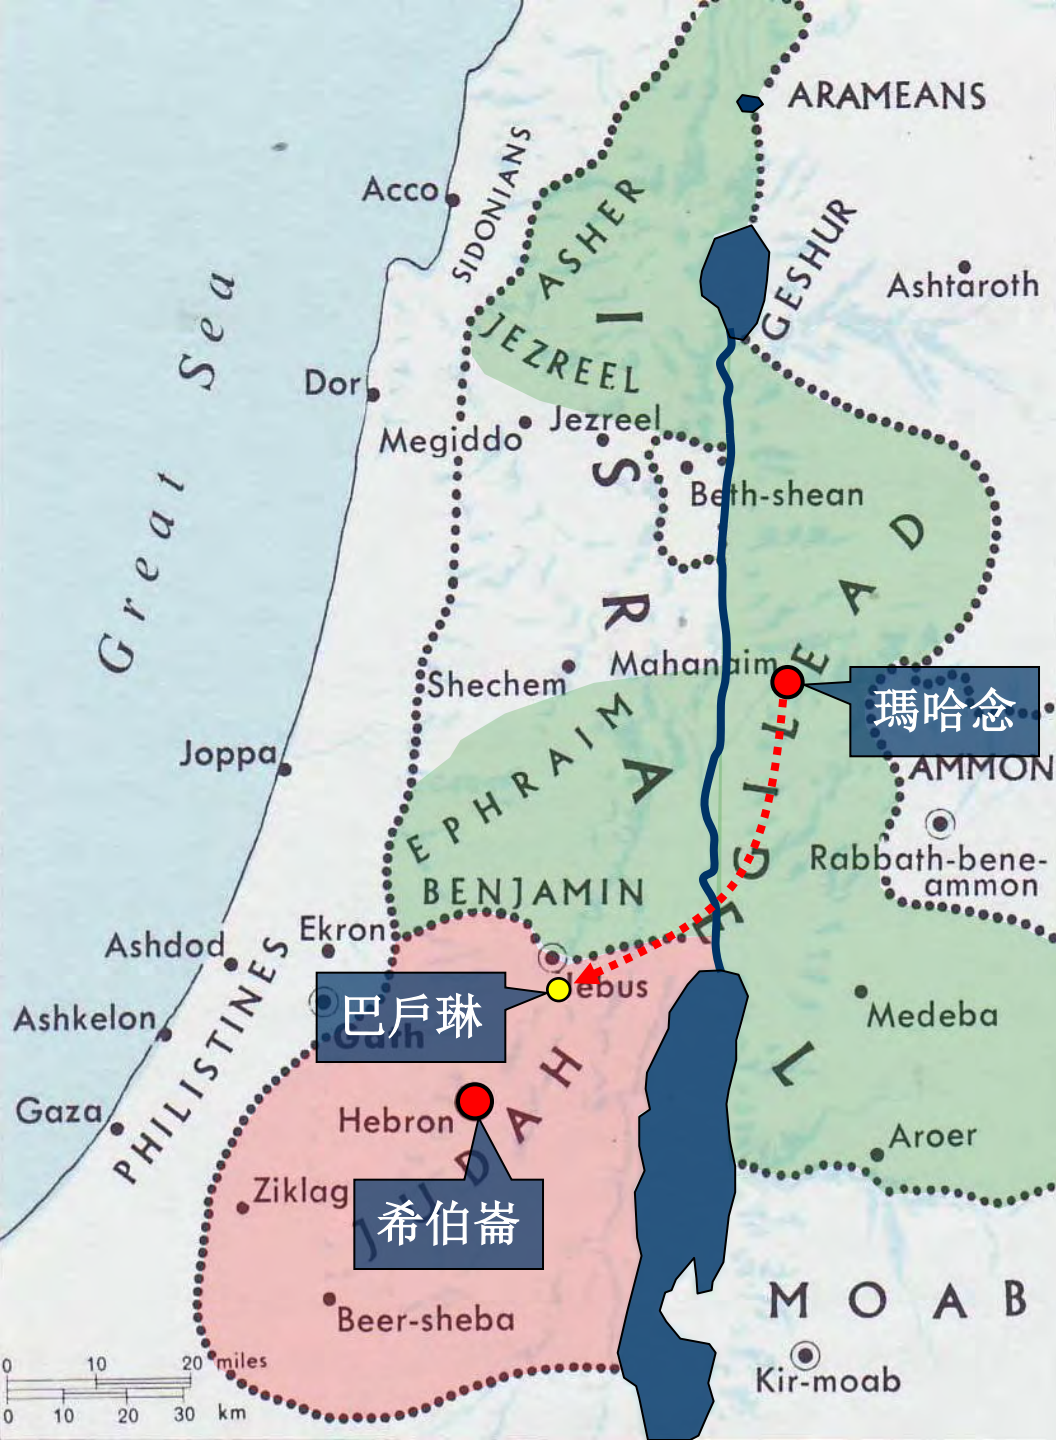 ARAMEANS
SIDONIANS
Acco
ASHER
GESHUR
Ashtaroth
Great Sea
JEZREEL
Dor
Jezreel
Megiddo
Beth-shean
ISRAEL
GILEAD
Mahanaim
瑪哈念
Shechem
EPHRAIM
Joppa
AMMON
Rabbath-bene-
ammon
BENJAMIN
Ekron
Ashdod
Jebus
巴戶琳
Ashkelon
Garh
Medeba
PHILISTINES
Gaza
Hebron
JUDAH
Aroer
Ziklag
希伯崙
MOAB
Beer-sheba
Kir-moab
0 10 20 miles
0 10 20 30 km